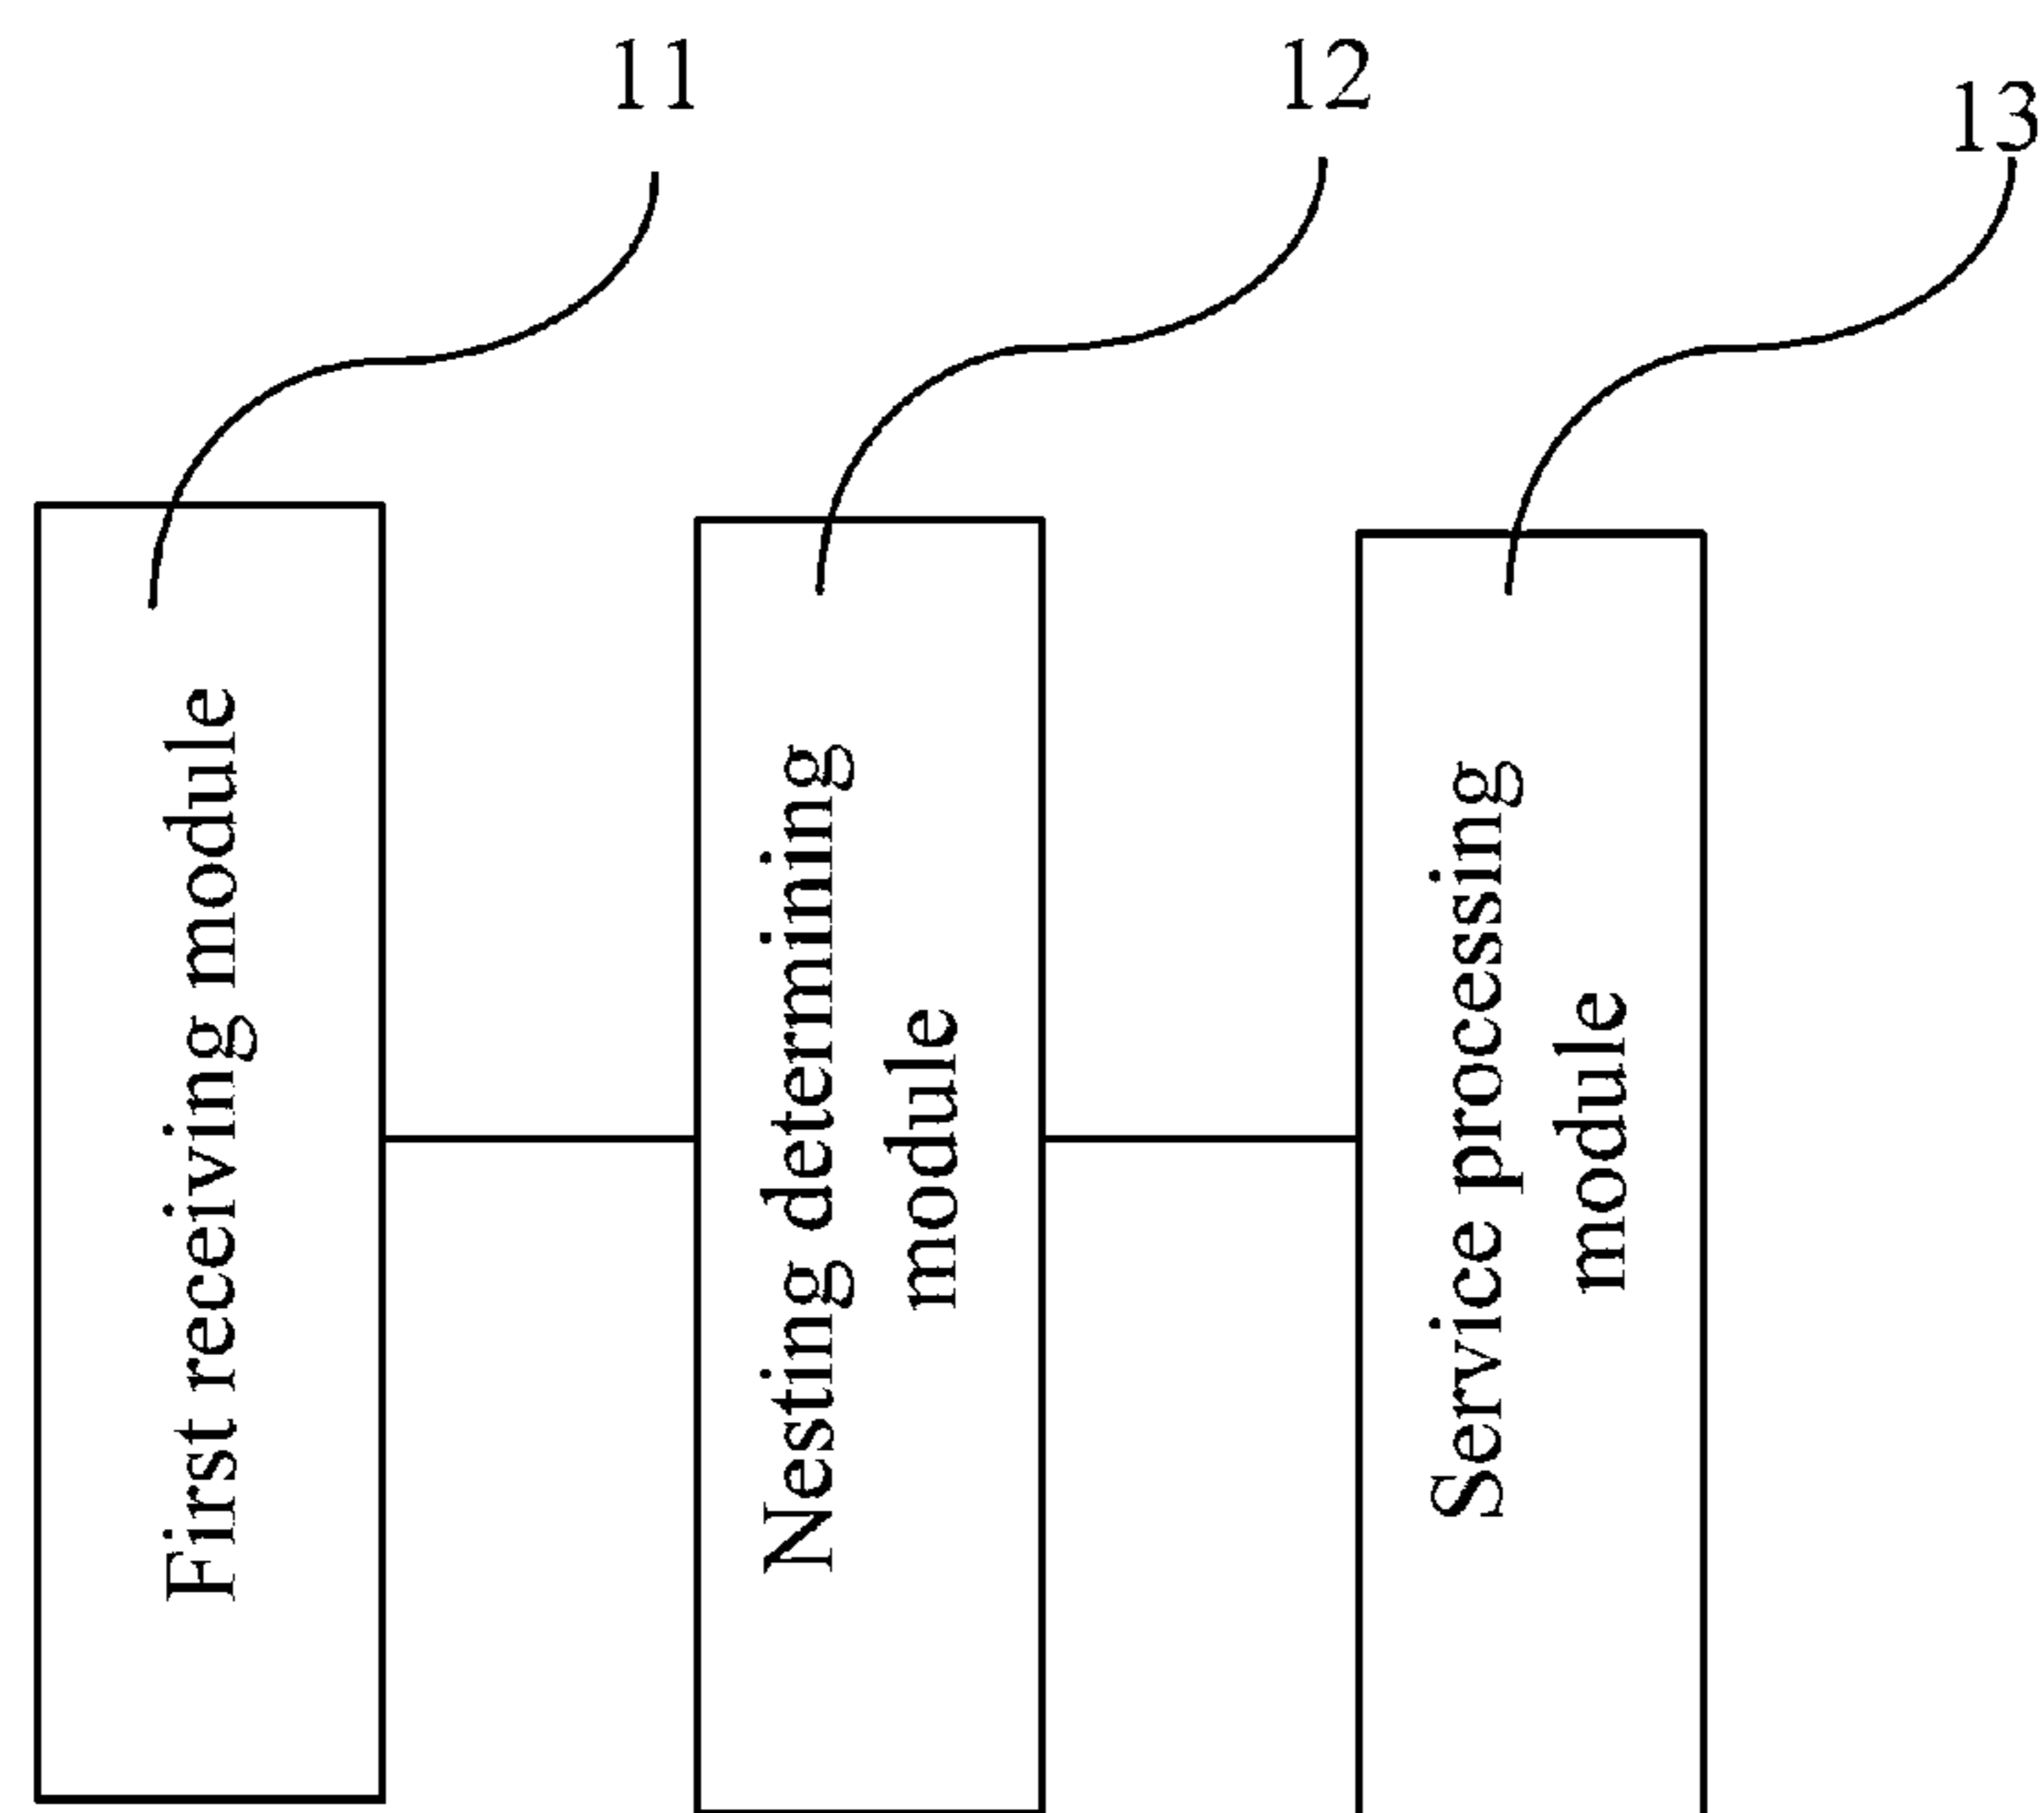 11
12
13
First receiving module
Nesting determining
module
Service processing
module